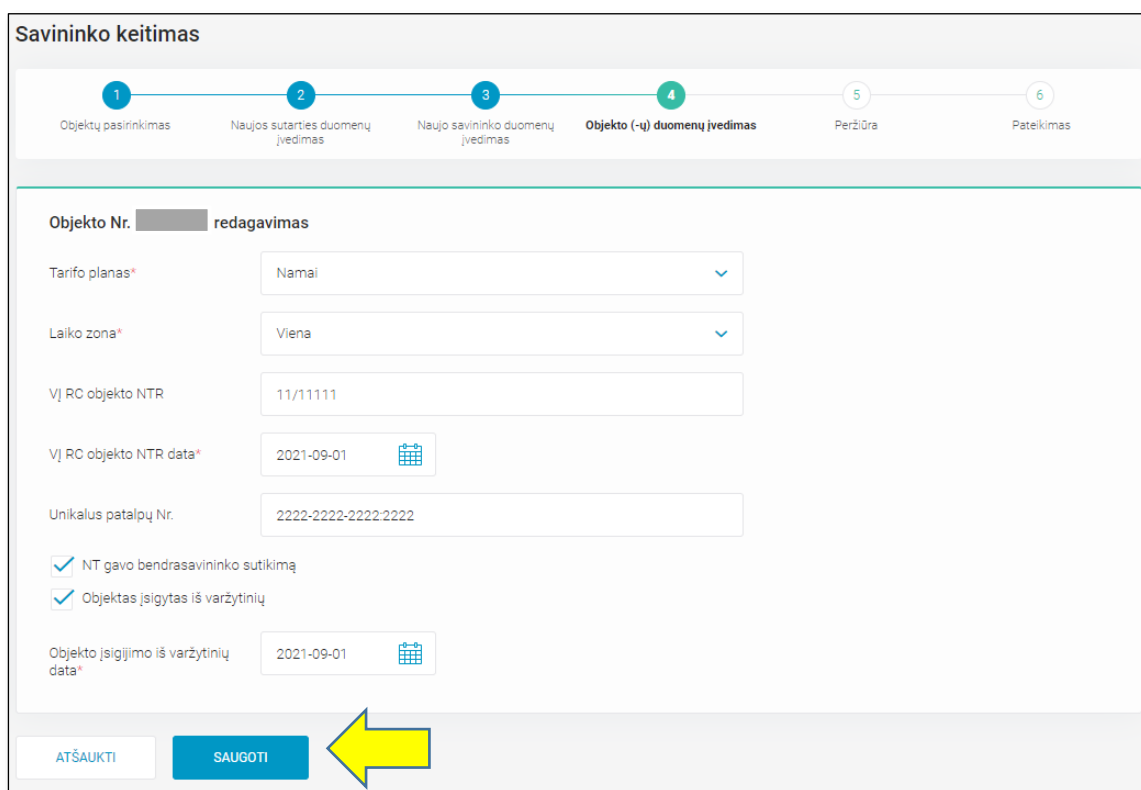 Savininko keitimas
1
2
3
4
5
6
Objektų pasirinkimas
Naujos sutarties duomenų
įvedimas
Naujo savininko duomenų
įvedimas
Objekto (-ų) duomenų įvedimas
Peržiūra
Pateikimas
Objekto Nr. redagavimas
Tarifo planas*
Namai
Laiko zona*
Viena
VĮ RC objekto NTR
11/11111
VĮ RC objekto NTR data*
2021-09-01
Unikalus patalpų Nr.
2222-2222-2222:2222
NT gavo bendrasavininko sutikimą
Objektas įsigytas iš varžytinių
Objekto įsigijimo iš varžytinių
data*
2021-09-01
ATŠAUKTI
SAUGOTI